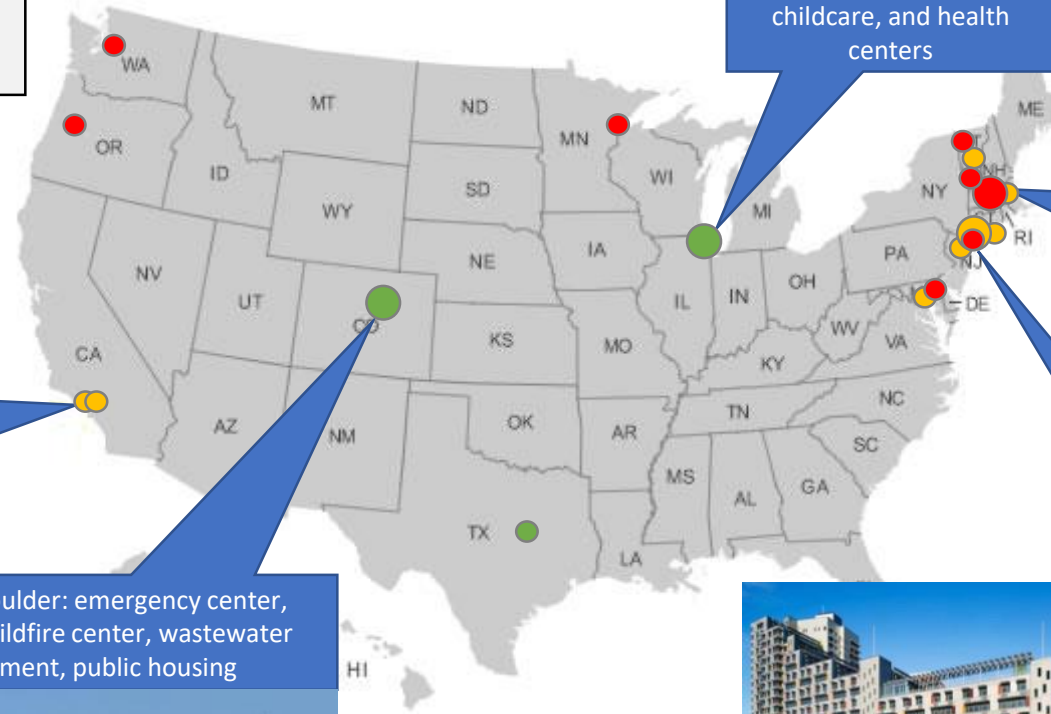 childcare, and health
centers
WA
MT
ND
ME
OR
MN
ID
SD
WI
NH
WY
MI
NY
RI
IA
NE
PA
NJ
NV
UT
IL
IN
OH
DE
CO
CA
KS
MO
WV
VA
KY
NC
TN
AZ
NM
OK
AR
SC
MS
AL
GA
TX
LA
ulder: emergency center,
ildfire center, wastewater
ment, public housing
HI